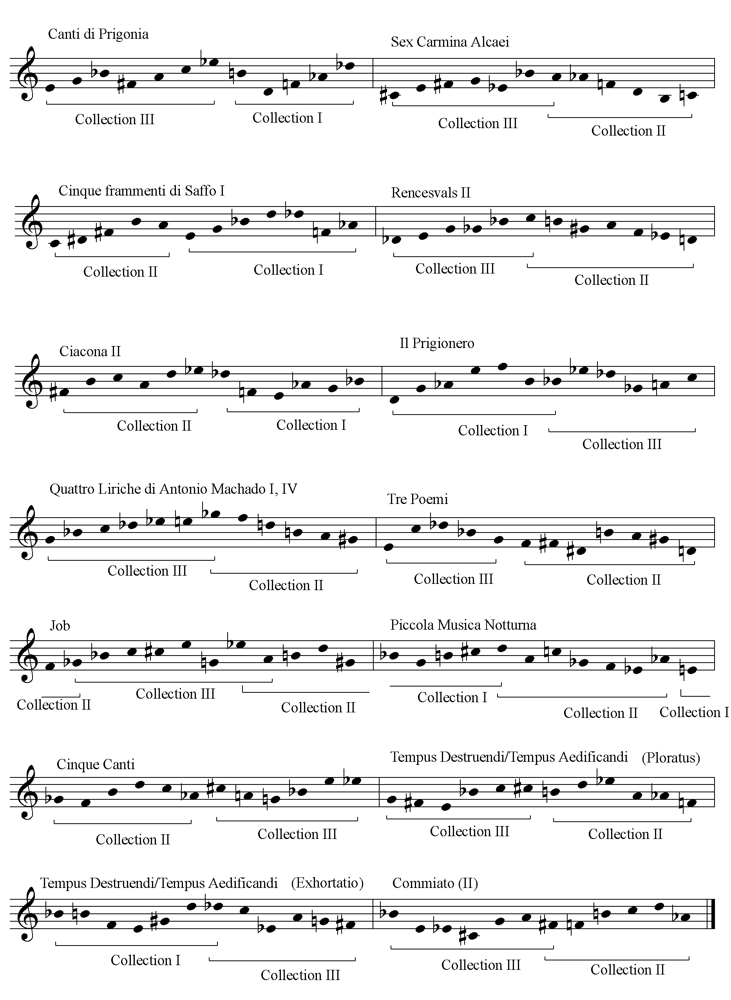 Canti di Prigonia
Sex Carmina Alcaei
Collection III
Collection I
Collection III
Collection II
Cinque frammenti di Saffo I
Rencesvals II
Collection II
Collection I
Collection III
Collection II
Ciacona II
Il Prigionero
Collection II
Collection I
Collection I
Collection III
Quattro Liriche di Antonio Machado I, IV
Tre Poemi
Collection III
Collection II
Collection III
Collection II
Job
Piccola Musica Notturna
Collection II
Collection III
Collection II
Collection I
Collection II
Collection I
Cinque Canti
Tempus Destruendi/Tempus Aedificandi (Ploratus)
Collection II
Collection III
Collection III
Collection II
Tempus Destruendi/Tempus Aedificandi (Exhortatio)
Commiato (II)
Collection I
Collection III
Collection III
Collection II